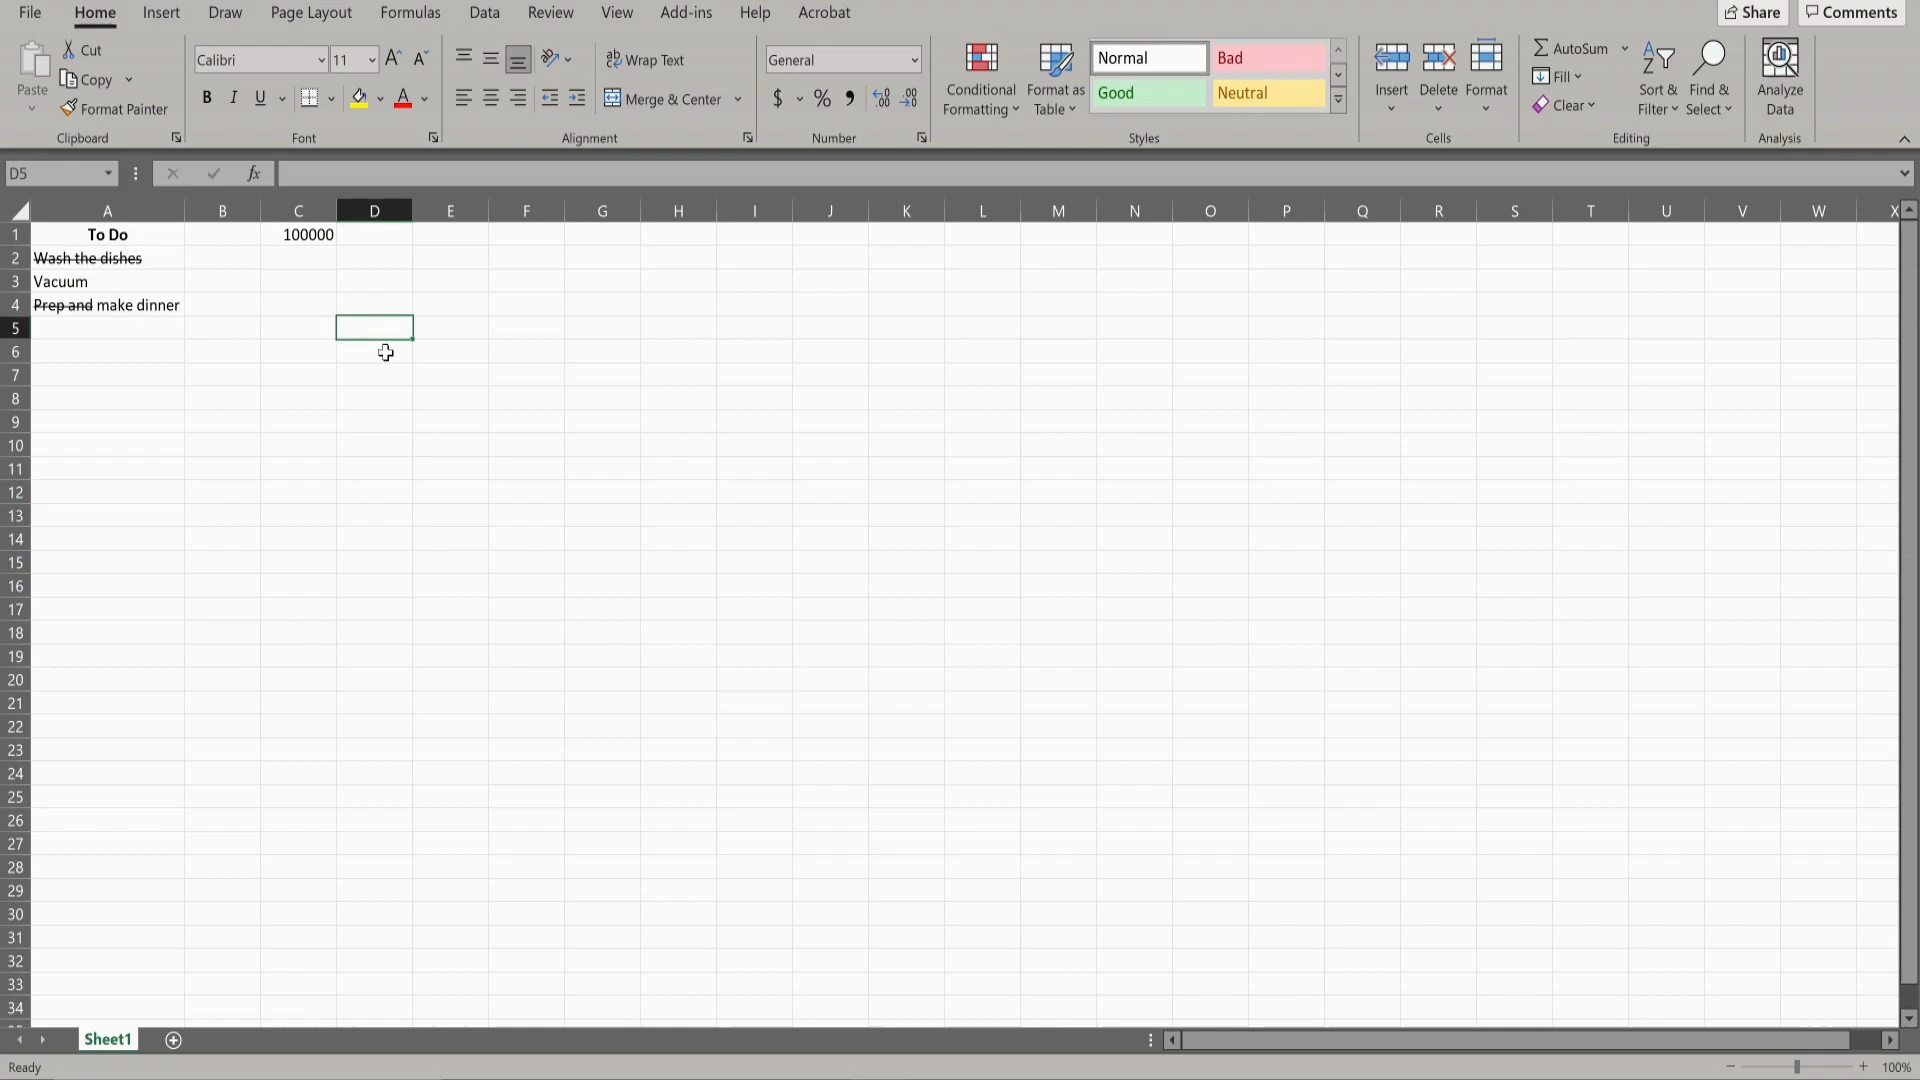 File Home Insert Draw Page Layout Formulas Data Review View Add-ins Help Acrobat Share Comments
Paste Cut Calibri 11 Wrap Text General Conditional Formatting Format as Table Normal Bad Insert Delete Format AutoSum Sort & Filter Find & Select Analyze Data
Copy Fill
Format Painter B I U A Merge & Center $ % Good Neutral Clear
Clipboard Font Alignment Number Styles Cells Editing Analysis
D5 fx
A B C D E F G H I J K L M N O P Q R S T U V W X
1 To Do 100000
2 Wash the dishes
3 Vacuum
4 Prep and make dinner
5
6
7
8
9
10
11
12
13
14
15
16
17
18
19
20
21
22
23
24
25
26
27
28
29
30
31
32
33
34
Sheet1
Ready 100%